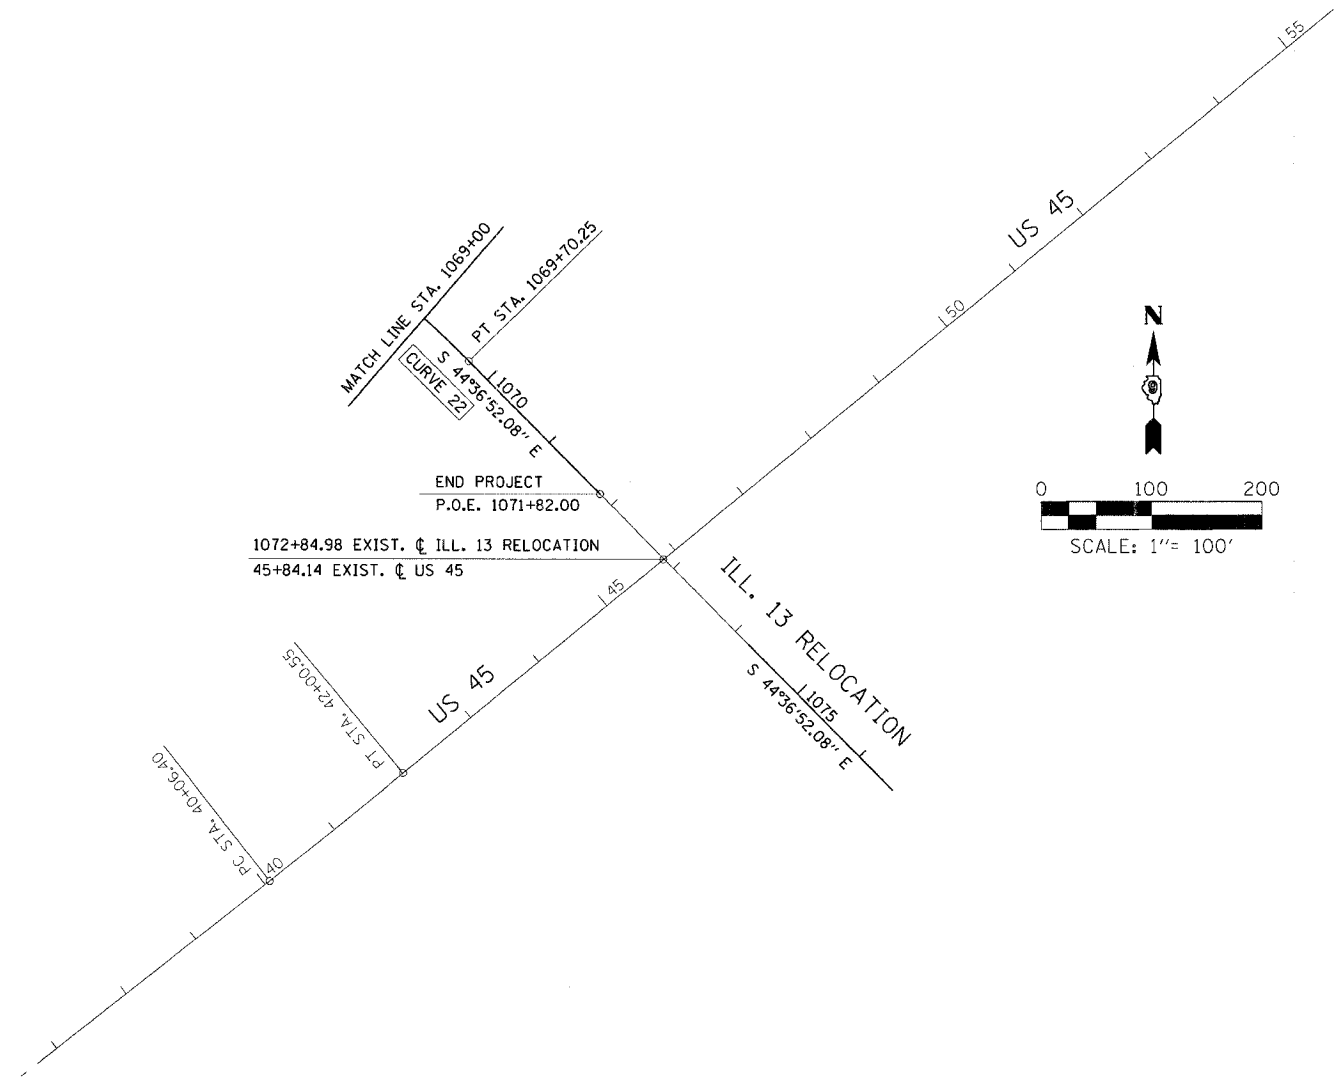 55
US 45
MATCH LINE STA. 1069+00
PT STA. 1069+70.25
50
N
CURVE 22
S 44°36'52.08" E
1070
END PROJECT
P.O.E. 1071+82.00
0 100 200
SCALE: 1"= 100'
1072+84.98 EXIST. ℄ ILL. 13 RELOCATION
45+84.14 EXIST. ℄ US 45
45
ILL. 13 RELOCATION
PT STA. 42+00.55
US 45
S 44°36'52.08" E
1075
PC STA. 40+06.40
40